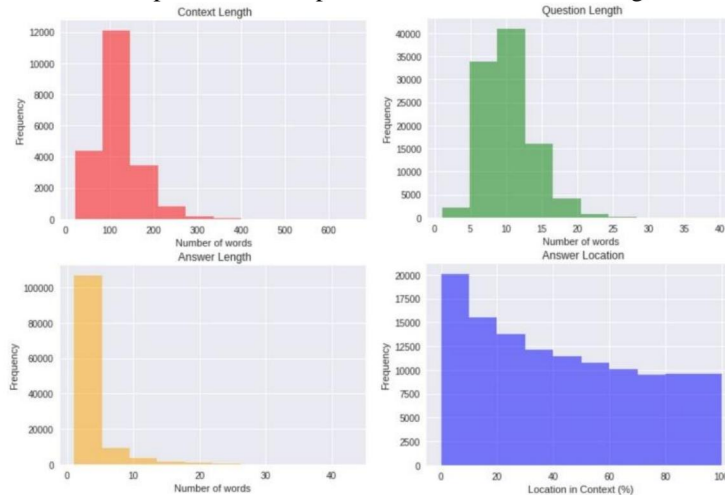 Context Length
12000
10000
8000
6000
4000
2000
0
Frequency
0 100 200 300 400 500 600
Number of words
Question Length
40000
35000
30000
25000
20000
15000
10000
5000
0
Frequency
0 5 10 15 20 25 30 35 40
Number of words
Answer Length
100000
80000
60000
40000
20000
0
Frequency
0 10 20 30 40
Number of words
Answer Location
20000
17500
15000
12500
10000
7500
5000
2500
0
Frequency
0 20 40 60 80 100
Location in Context (%)